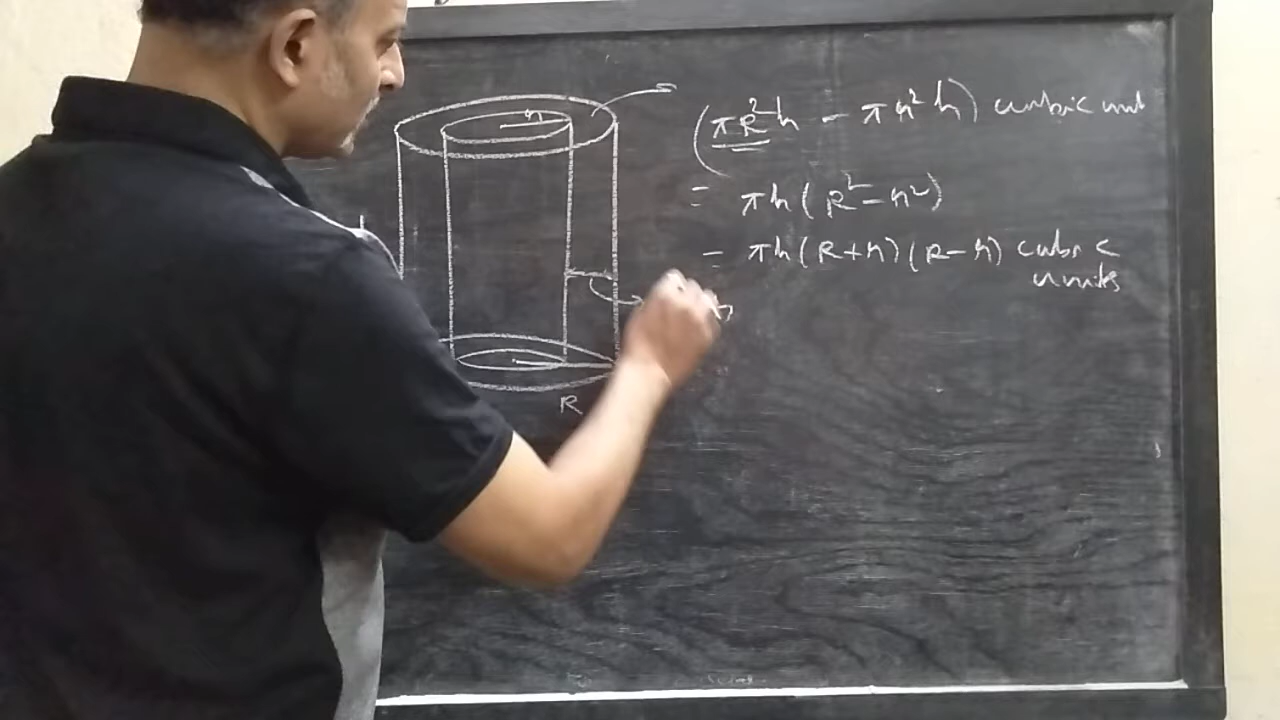 (πR²h - πr²h) cubic unit
= πh(R²-r²)
= πh(R+r)(R-r) cubic
units
r
R